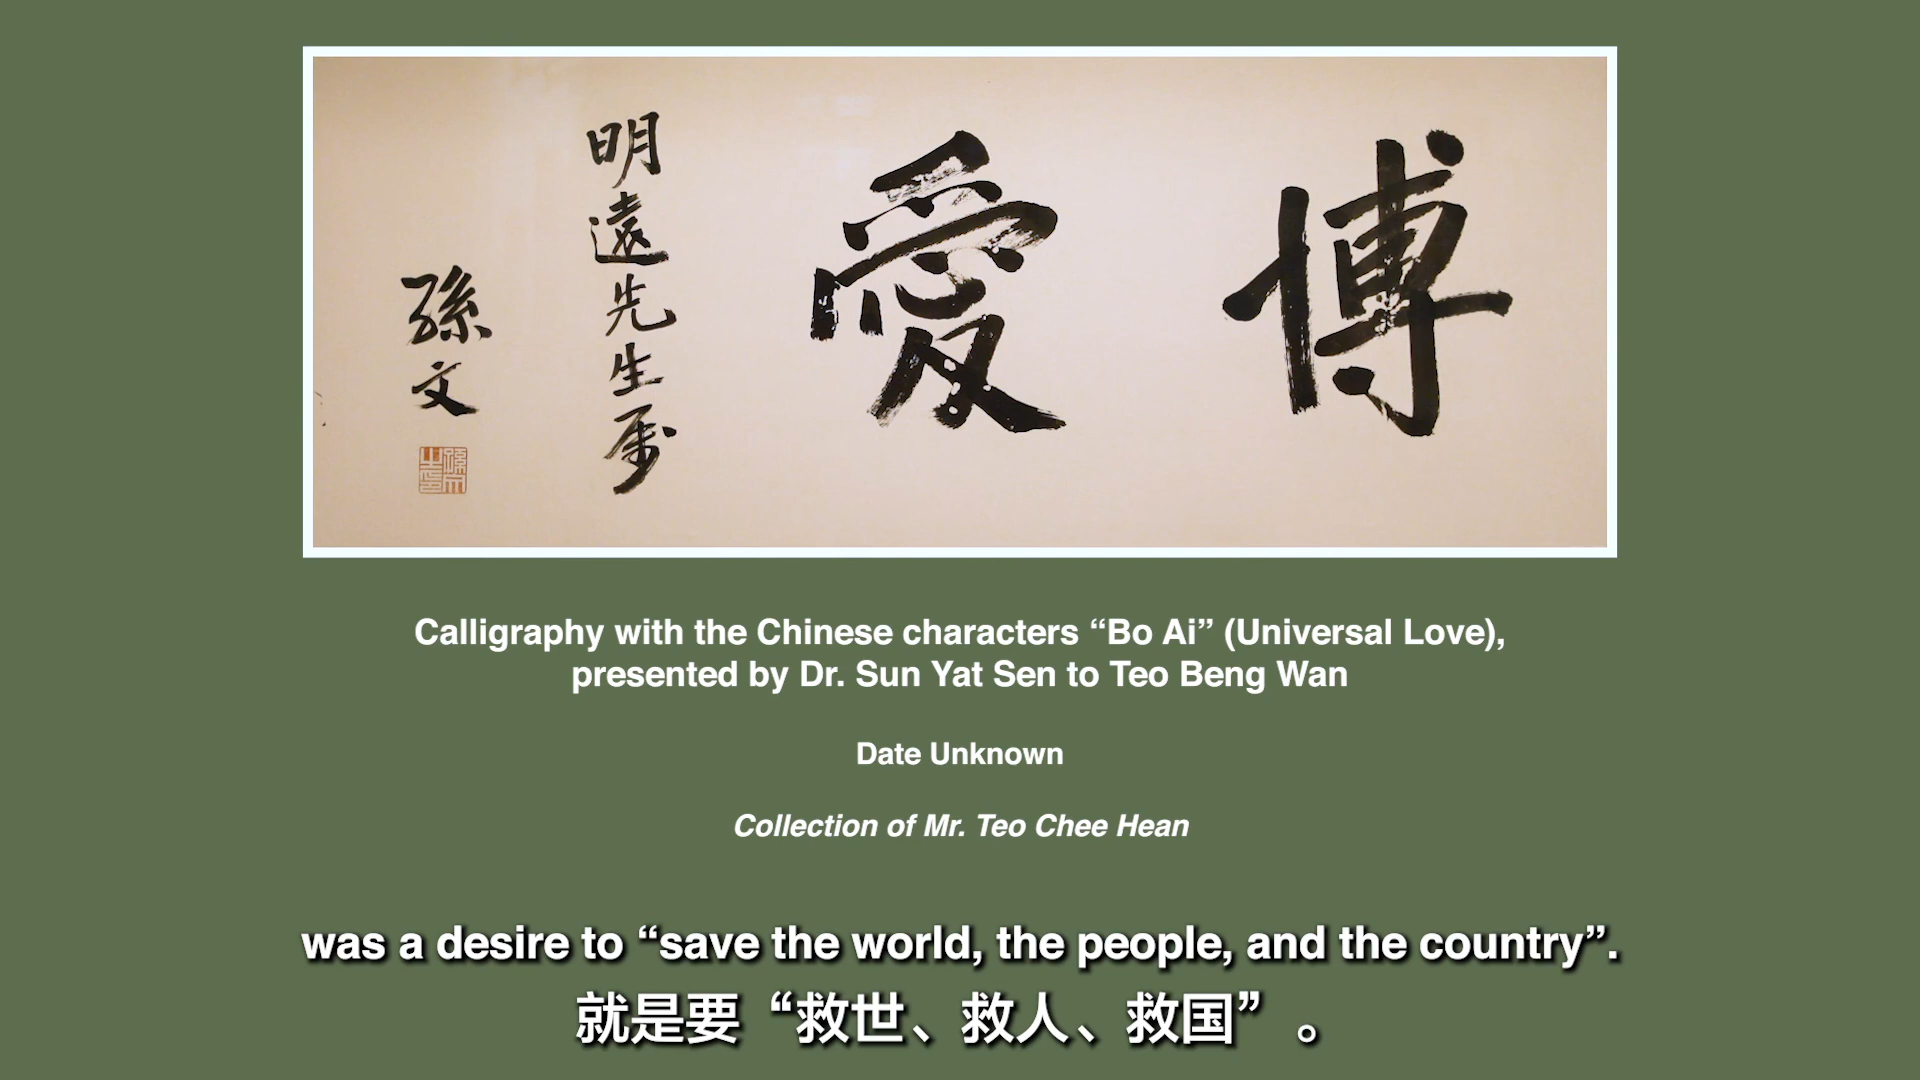 博愛
明遠先生屬
孫文
Calligraphy with the Chinese characters “Bo Ai” (Universal Love),
presented by Dr. Sun Yat Sen to Teo Beng Wan
Date Unknown
Collection of Mr. Teo Chee Hean
was a desire to “save the world, the people, and the country”.
就是要“救世、救人、救国”。